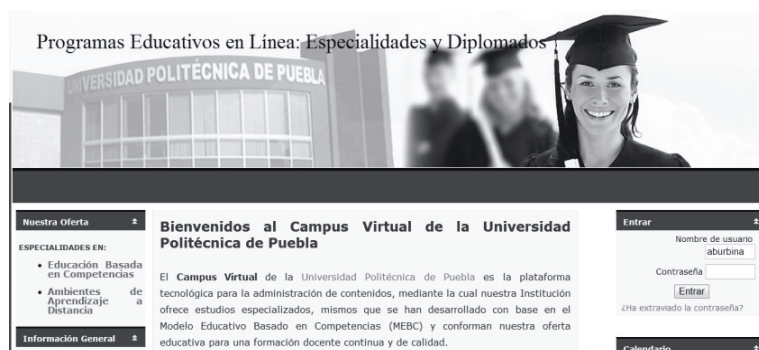 Programas Educativos en Línea: Especialidades y Diplomados
UNIVERSIDAD POLITÉCNICA DE PUEBLA
Nuestra Oferta
ESPECIALIDADES EN:
• Educación Basada
en Competencias
• Ambientes de
Aprendizaje a
Distancia
Información General
Bienvenidos al Campus Virtual de la Universidad
Politécnica de Puebla
El Campus Virtual de la Universidad Politécnica de Puebla es la plataforma
tecnológica para la administración de contenidos, mediante la cual nuestra Institución
ofrece estudios especializados, mismos que se han desarrollado con base en el
Modelo Educativo Basado en Competencias (MEBC) y conforman nuestra oferta
educativa para una formación docente continua y de calidad.
Entrar
Nombre de usuario
aburbina
Contraseña
Entrar
¿Ha extraviado la contraseña?
Calendario